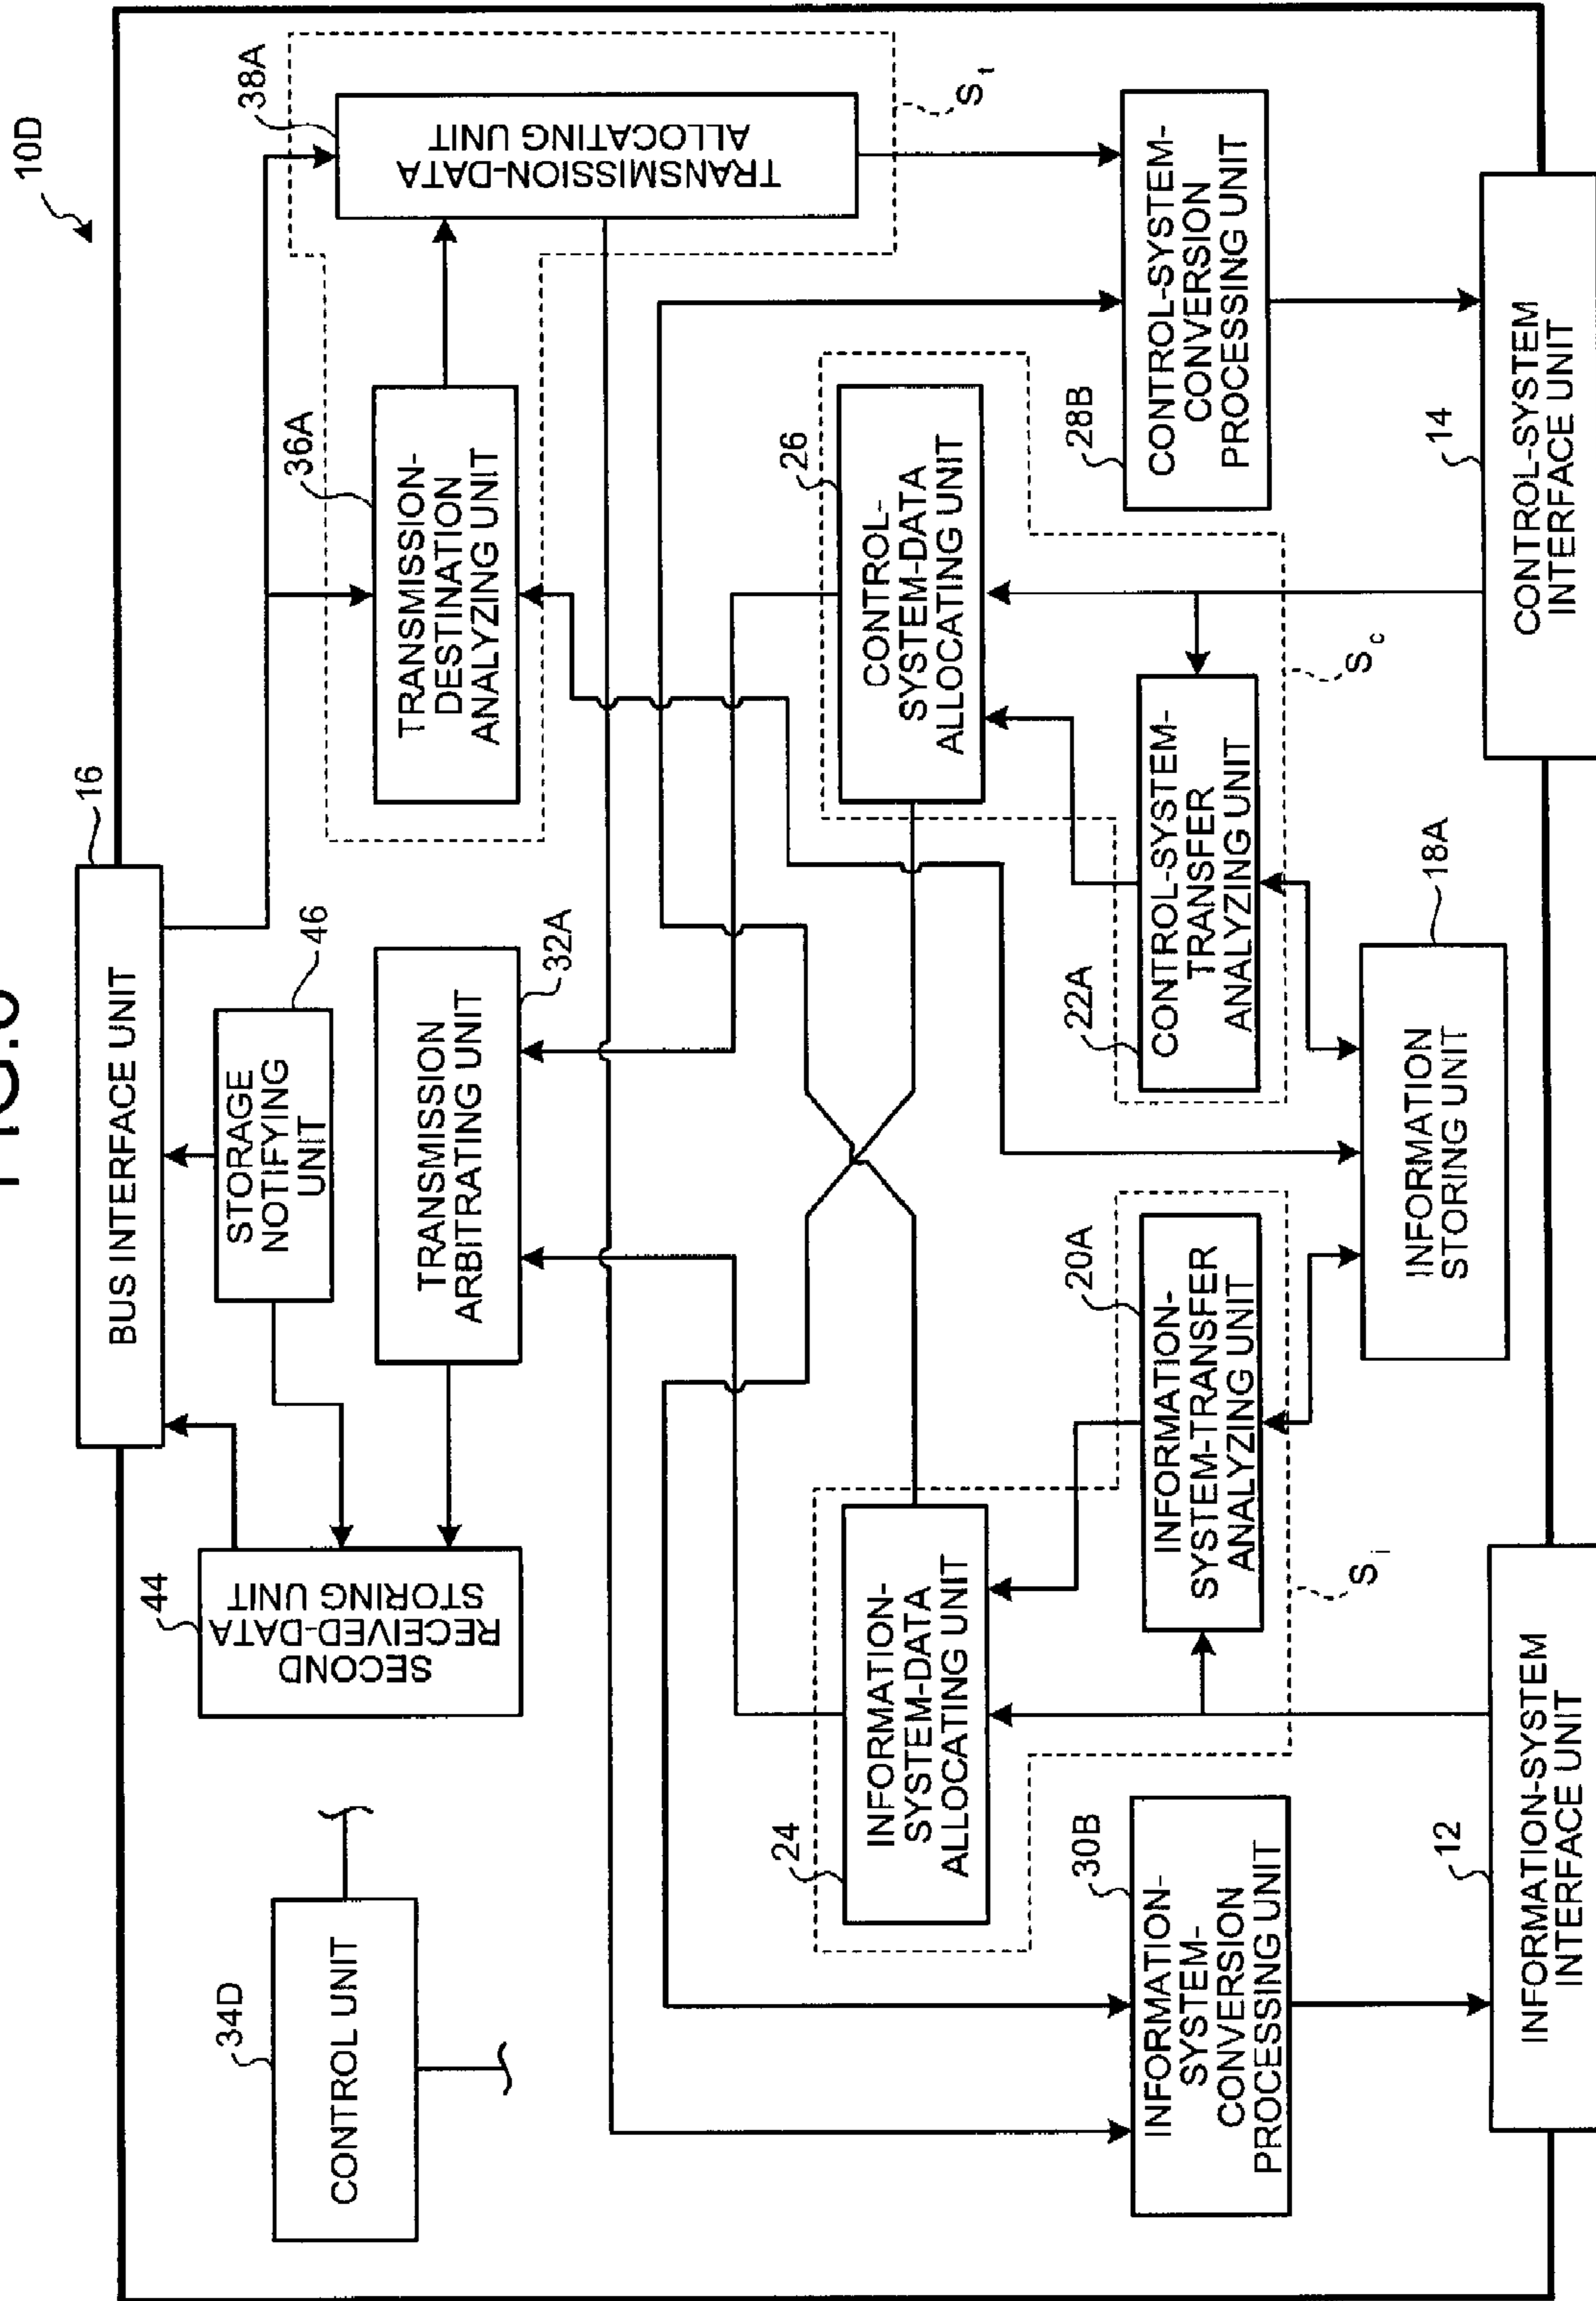 10D
16
BUS INTERFACE UNIT
34D
CONTROL UNIT
44
SECOND
RECEIVED-DATA
STORING UNIT
STORAGE
NOTIFYING
UNIT
46
38A
TRANSMISSION-DATA
ALLOCATING UNIT
36A
TRANSMISSION-
DESTINATION
ANALYZING UNIT
TRANSMISSION
ARBITRATING UNIT
32A
St
24
INFORMATION-
SYSTEM-DATA
ALLOCATING UNIT
26
CONTROL-
SYSTEM-DATA
ALLOCATING UNIT
30B
INFORMATION-
SYSTEM-
CONVERSION
PROCESSING UNIT
20A
INFORMATION-
SYSTEM-TRANSFER
ANALYZING UNIT
Si
22A
CONTROL-SYSTEM-
TRANSFER
ANALYZING UNIT
Sc
28B
CONTROL-SYSTEM-
CONVERSION
PROCESSING UNIT
INFORMATION
STORING UNIT
18A
12
INFORMATION-SYSTEM
INTERFACE UNIT
14
CONTROL-SYSTEM
INTERFACE UNIT